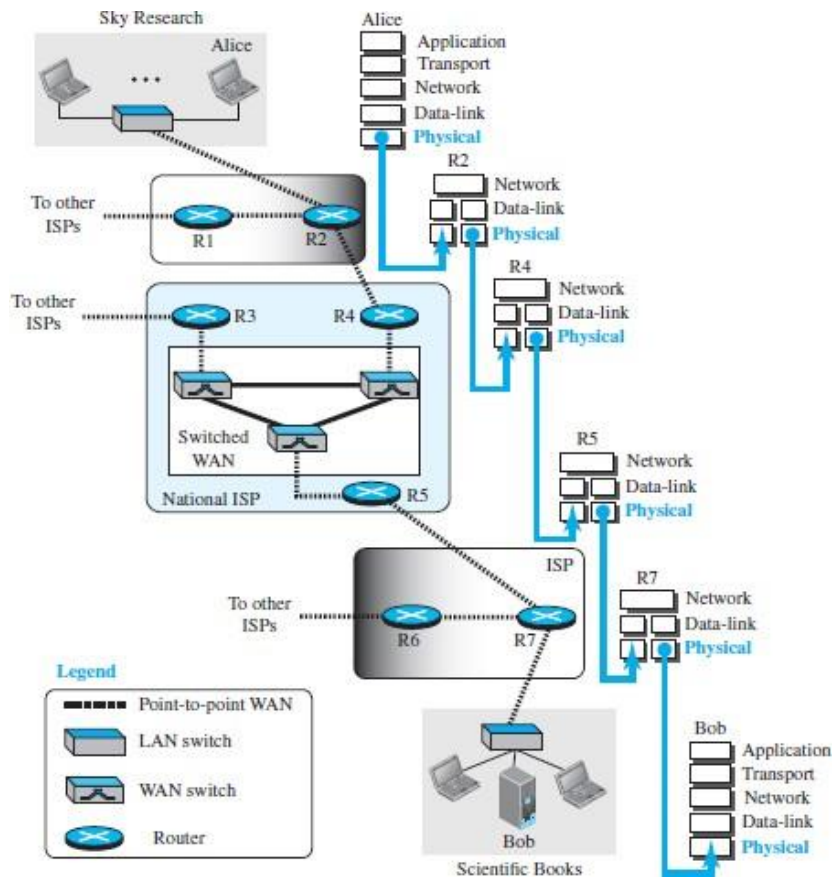 Sky Research
Alice
Alice
Application
Transport
Network
Data-link
Physical
R2
Network
Data-link
Physical
To other
ISPs
R1
R2
R4
Network
Data-link
Physical
To other
ISPs
R3
R4
Switched
WAN
National ISP
R5
R5
Network
Data-link
Physical
ISP
To other
ISPs
R6
R7
R7
Network
Data-link
Physical
Legend
Point-to-point WAN
LAN switch
WAN switch
Router
Bob
Scientific Books
Bob
Application
Transport
Network
Data-link
Physical